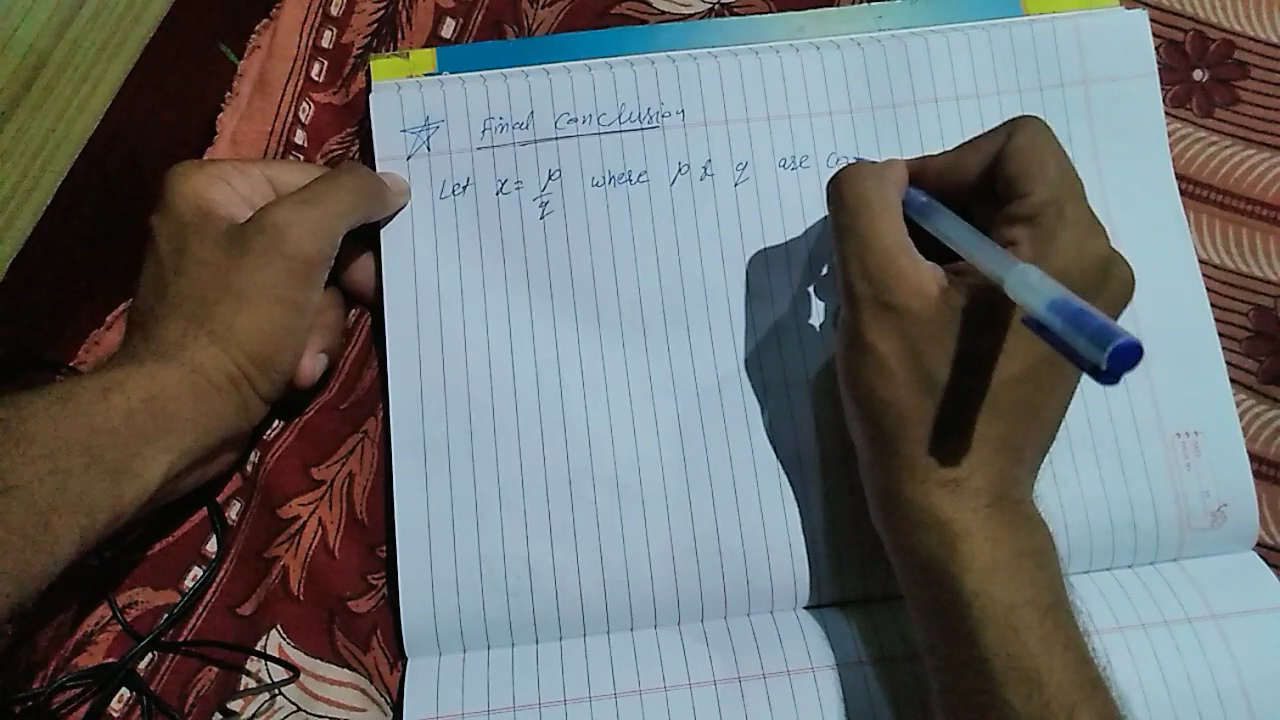 Final Conclusion
Let x = p/q where p & q are